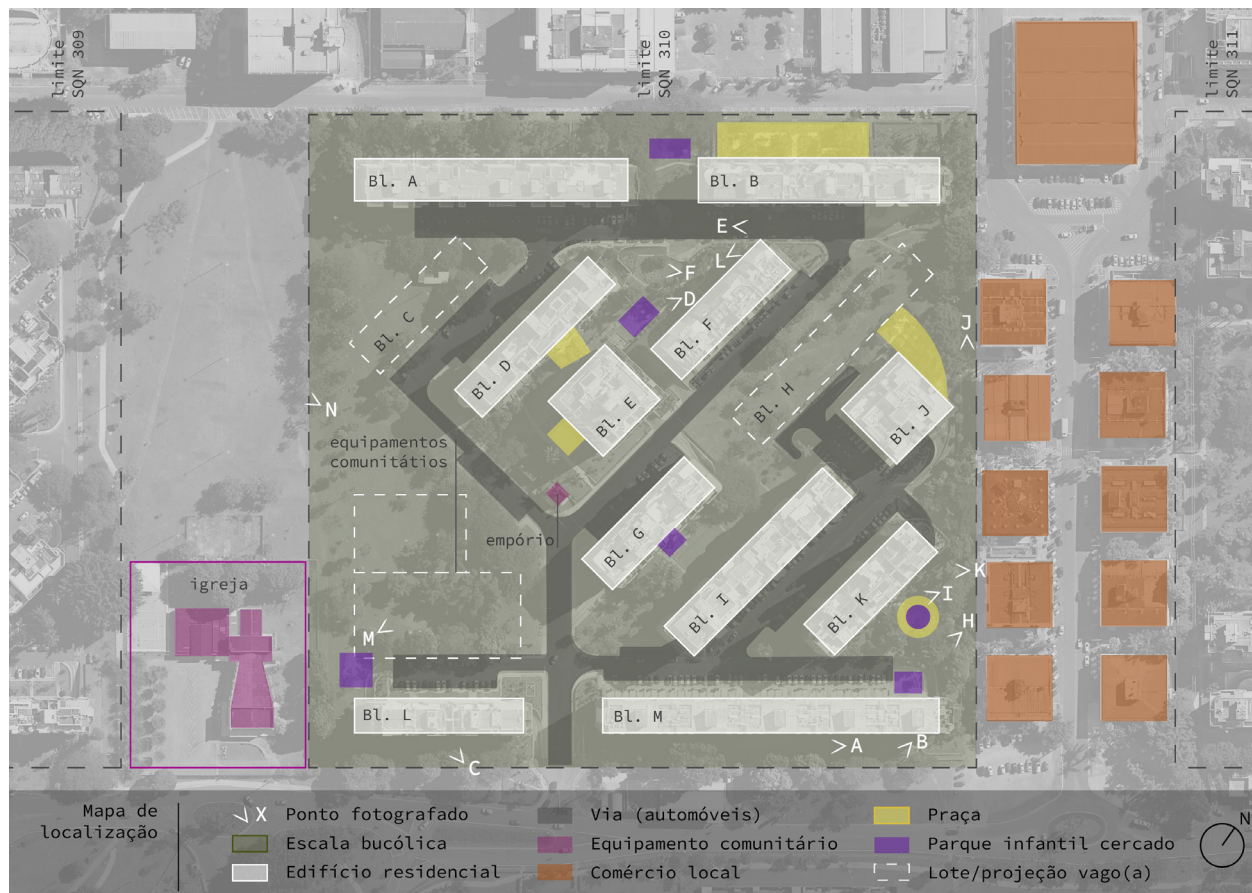 limite
SQN 309
limite
SQN 310
limite
SQN 311
Bl. A
Bl. B
E
L
F
D
J
Bl. C
Bl. D
Bl. F
Bl. E
Bl. H
Bl. J
N
equipamentos
comunitátios
empório
Bl. G
igreja
Bl. I
Bl. K
K
I
H
M
Bl. L
Bl. M
A
B
C
Mapa de
localização
X Ponto fotografado
Escala bucólica
Edifício residencial
Via (automóveis)
Equipamento comunitário
Comércio local
Praça
Parque infantil cercado
Lote/projeção vago(a)
N